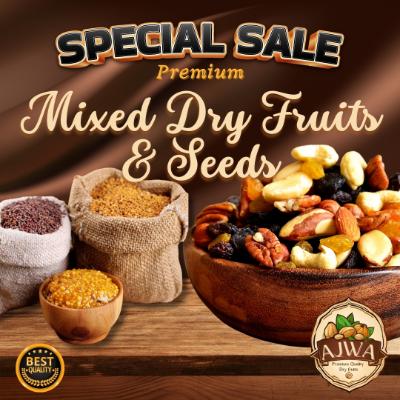 SPECIAL SALE
Premium
Mixed Dry Fruits
& Seeds
BEST
QUALITY
AJWA
Premium Quality
Dry Fruits